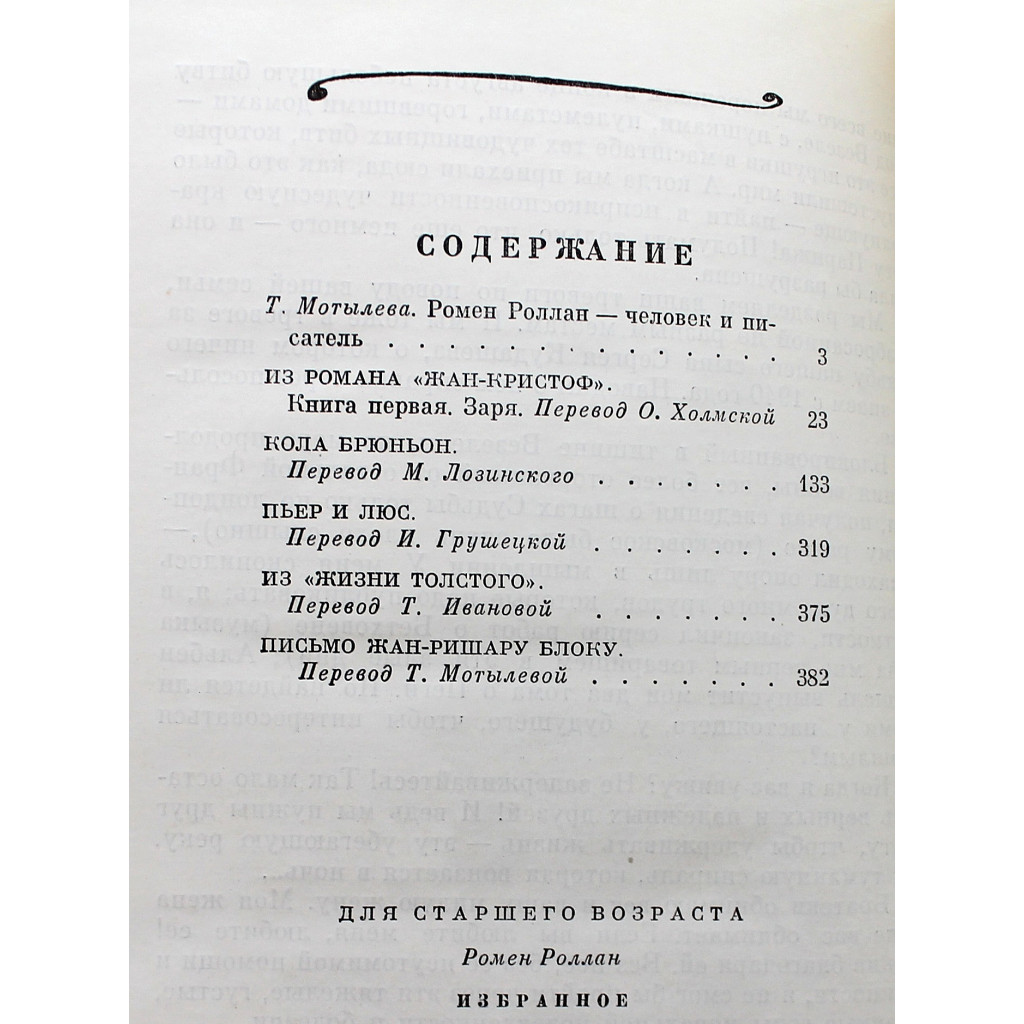 СОДЕРЖАНИЕ
Т. Мотылева. Ромен Роллан — человек и пи-
сатель . . . . . . . . . . . . . . 3
ИЗ РОМАНА «ЖАН-КРИСТОФ».
Книга первая. Заря. Перевод О. Холмской 23
КОЛА БРЮНЬОН.
Перевод М. Лозинского . . . . . . . 133
ПЬЕР И ЛЮС.
Перевод И. Грушецкой . . . . . . . 319
ИЗ «ЖИЗНИ ТОЛСТОГО».
Перевод Т. Ивановой . . . . . . . 375
ПИСЬМО ЖАН-РИШАРУ БЛОКУ.
Перевод Т. Мотылевой . . . . . . . 382
ДЛЯ СТАРШЕГО ВОЗРАСТА
Ромен Роллан
ИЗБРАННОЕ